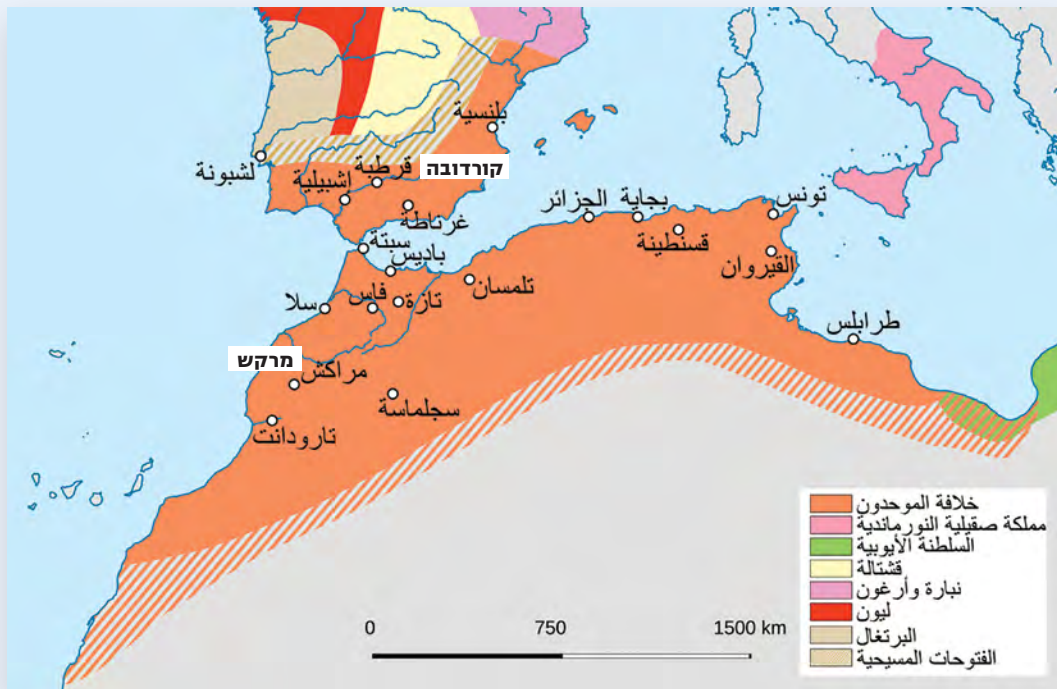 بلنسية
لشبونة
قرطبة
קורדובה
اشبيلية
غرناطة
سبتة
باديس
الجزائر
بجاية
قسنطينة
تونس
القيروان
طرابلس
سلا
فاس
تازة
تلمسان
מרקש
مراكش
سجلماسة
تارودانت
خلافة الموحدون
مملكة صقيلية النورماندية
السلطنة الأيوبية
قشتالة
نبارة وأرغون
ليون
البرتغال
الفتوحات المسيحية
0 750 1500 km